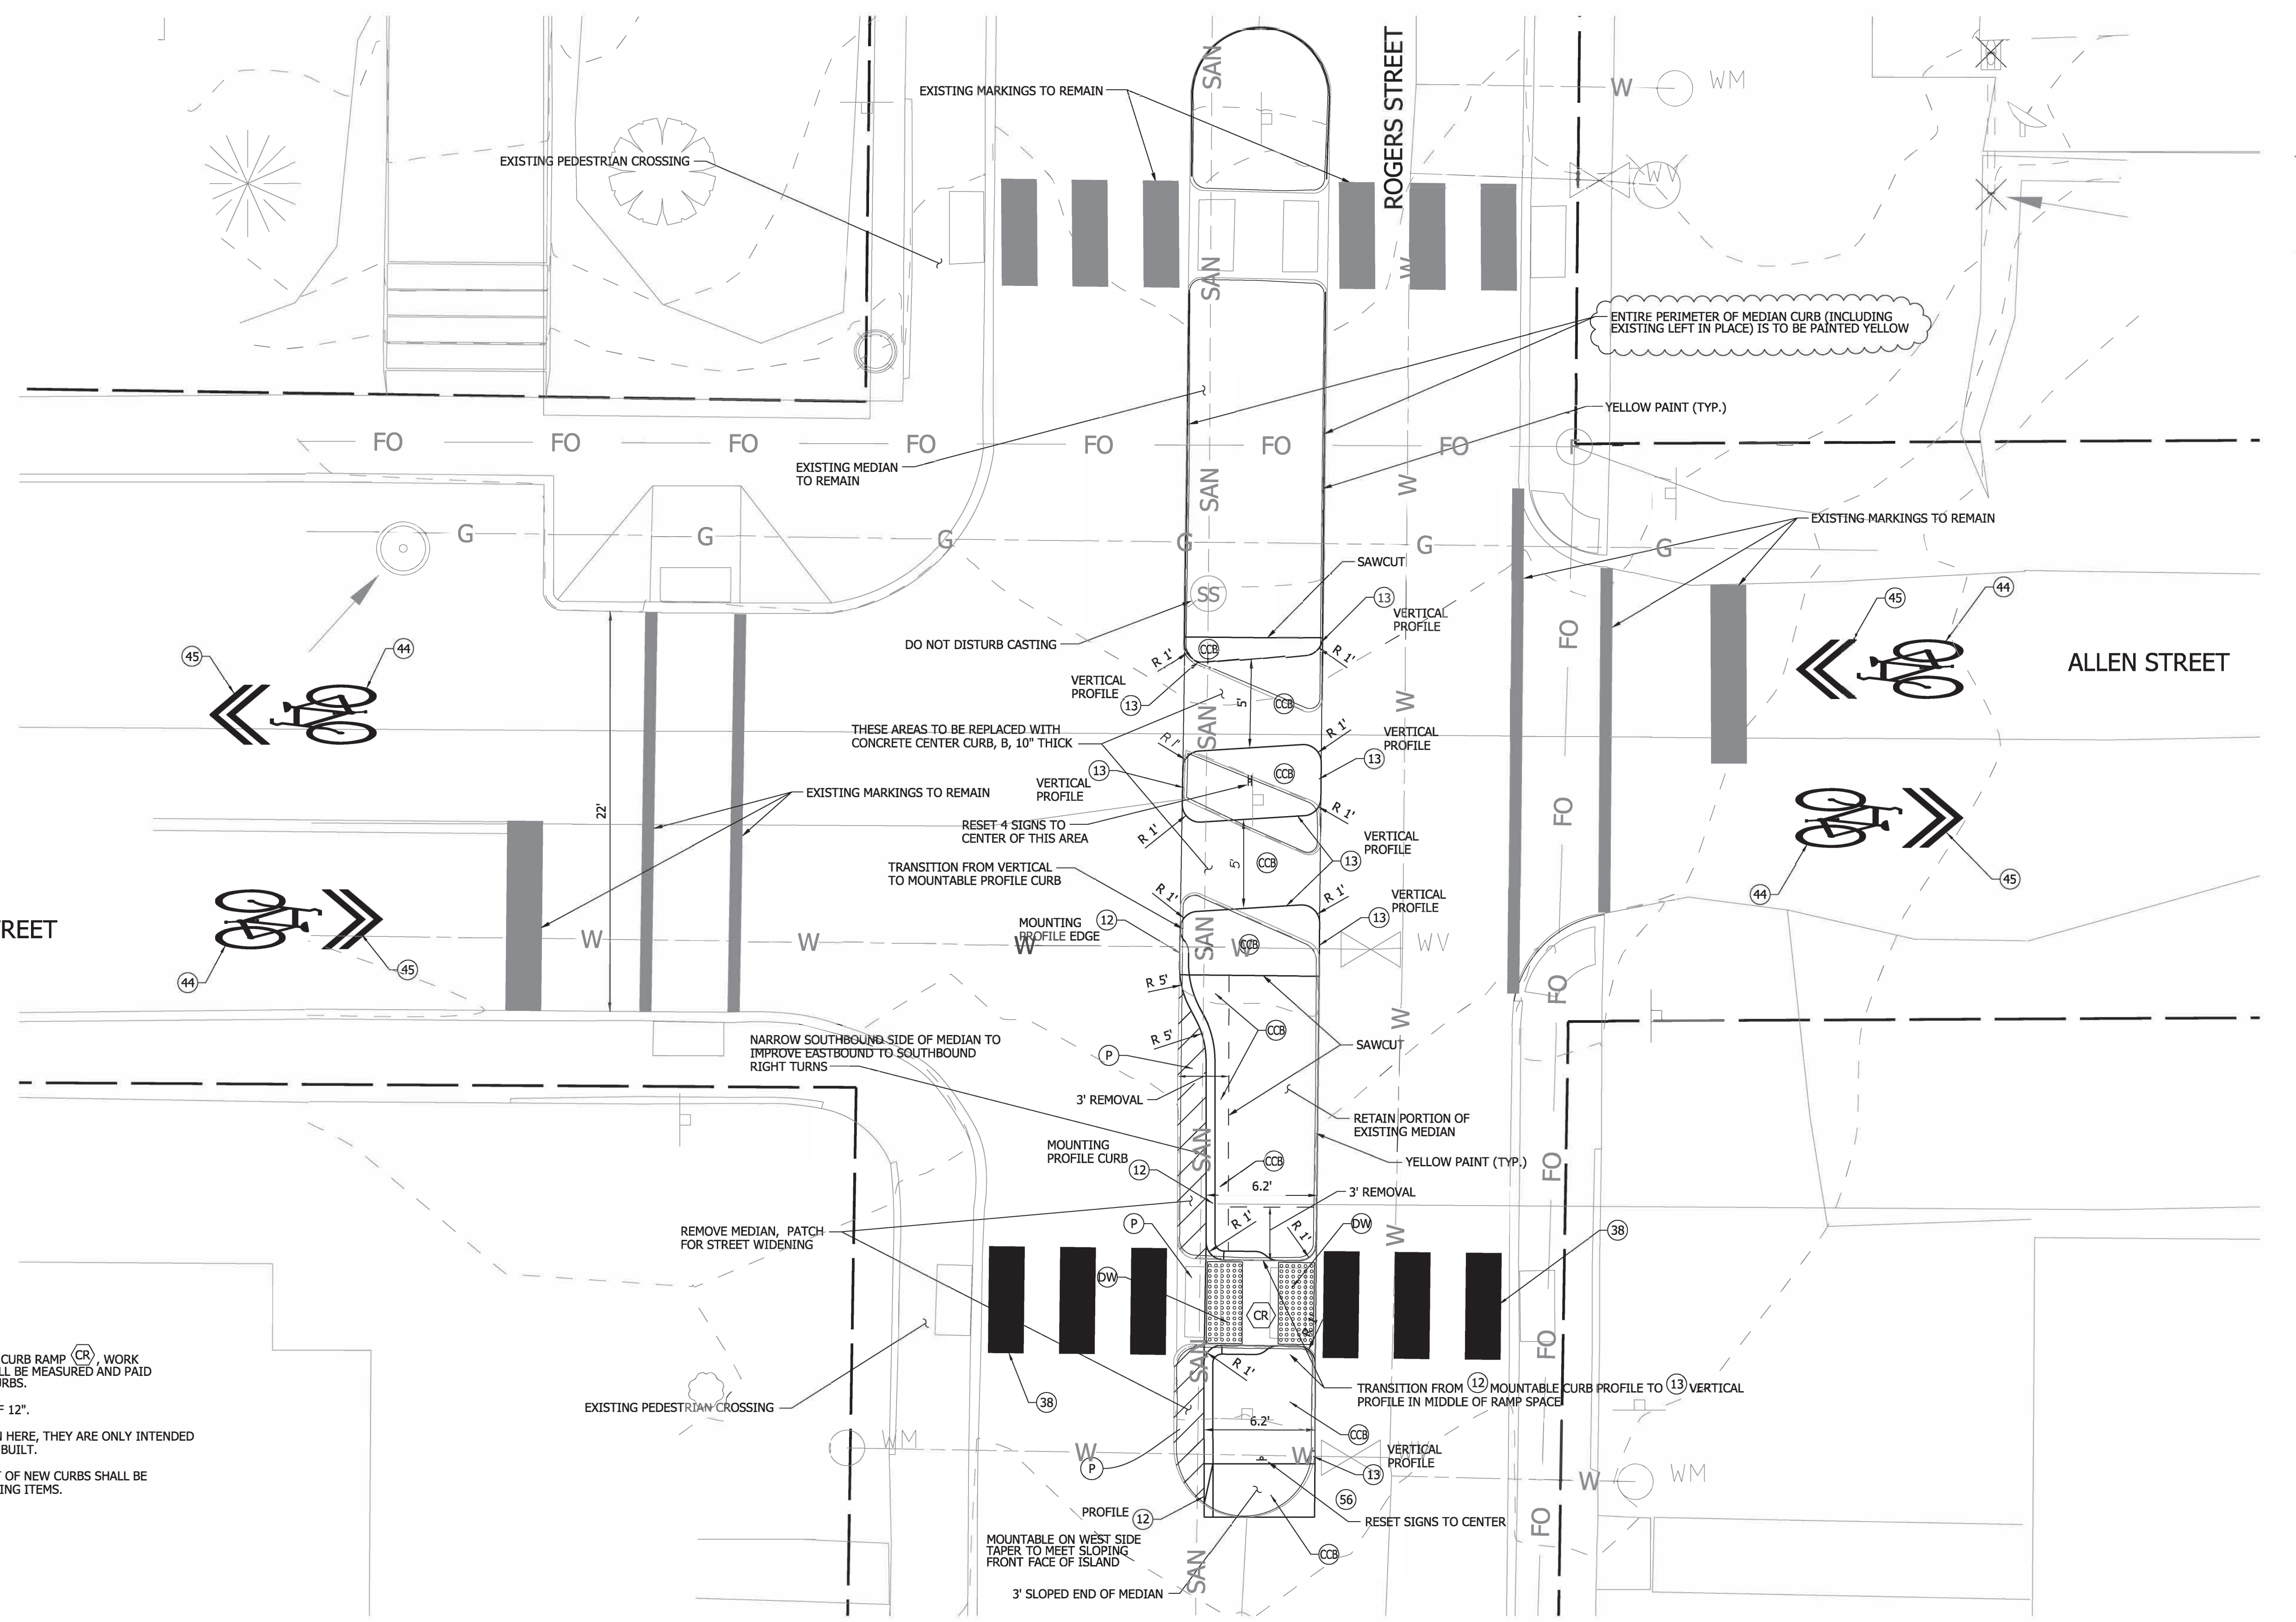 SAN
ROGERS STREET
W
WM
EXISTING MARKINGS TO REMAIN
EXISTING PEDESTRIAN CROSSING
WV
SAN
W
ENTIRE PERIMETER OF MEDIAN CURB (INCLUDING
EXISTING LEFT IN PLACE) IS TO BE PAINTED YELLOW
YELLOW PAINT (TYP.)
FO
FO
FO
FO
FO
FO
FO
F
EXISTING MEDIAN
TO REMAIN
SAN
W
EXISTING MARKINGS TO REMAIN
G
G
G
G
G
G
SAWCUT
SS
13
VERTICAL
PROFILE
45
44
DO NOT DISTURB CASTING
CCB
R 1'
R 1'
FO
45
44
ALLEN STREET
VERTICAL
PROFILE
13
5'
CCB
W
THESE AREAS TO BE REPLACED WITH
CONCRETE CENTER CURB, B, 10" THICK
SAN
R 1'
R 1'
VERTICAL
PROFILE
13
13
CCB
VERTICAL
PROFILE
EXISTING MARKINGS TO REMAIN
22'
FO
RESET 4 SIGNS TO
CENTER OF THIS AREA
R 1'
R 1'
VERTICAL
PROFILE
13
5'
CCB
TRANSITION FROM VERTICAL
TO MOUNTABLE PROFILE CURB
44
45
R 1'
R 1'
VERTICAL
PROFILE
13
MOUNTING
PROFILE EDGE
12
REET
W
W
W
SAN
W
CCB
WV
44
45
R 5'
FO
W
NARROW SOUTHBOUND SIDE OF MEDIAN TO
IMPROVE EASTBOUND TO SOUTHBOUND
RIGHT TURNS
R 5'
CCB
SAWCUT
P
3' REMOVAL
RETAIN PORTION OF
EXISTING MEDIAN
MOUNTING
PROFILE CURB
12
SAN
CCB
YELLOW PAINT (TYP.)
FO
6.2'
3' REMOVAL
REMOVE MEDIAN, PATCH
FOR STREET WIDENING
P
R 1'
R 1'
DW
W
38
DW
CR
R 1'
FO
CURB RAMP CR , WORK
LL BE MEASURED AND PAID
RBS.
SAN
R 1'
F 12".
TRANSITION FROM 12 MOUNTABLE CURB PROFILE TO 13 VERTICAL
PROFILE IN MIDDLE OF RAMP SPACE
EXISTING PEDESTRIAN CROSSING
38
6.2'
CCB
N HERE, THEY ARE ONLY INTENDED
BUILT.
WM
W
W
WV
VERTICAL
PROFILE
13
P
T OF NEW CURBS SHALL BE
ING ITEMS.
W
WM
56
PROFILE 12
RESET SIGNS TO CENTER
FO
MOUNTABLE ON WEST SIDE
TAPER TO MEET SLOPING
FRONT FACE OF ISLAND
CCB
SAN
3' SLOPED END OF MEDIAN